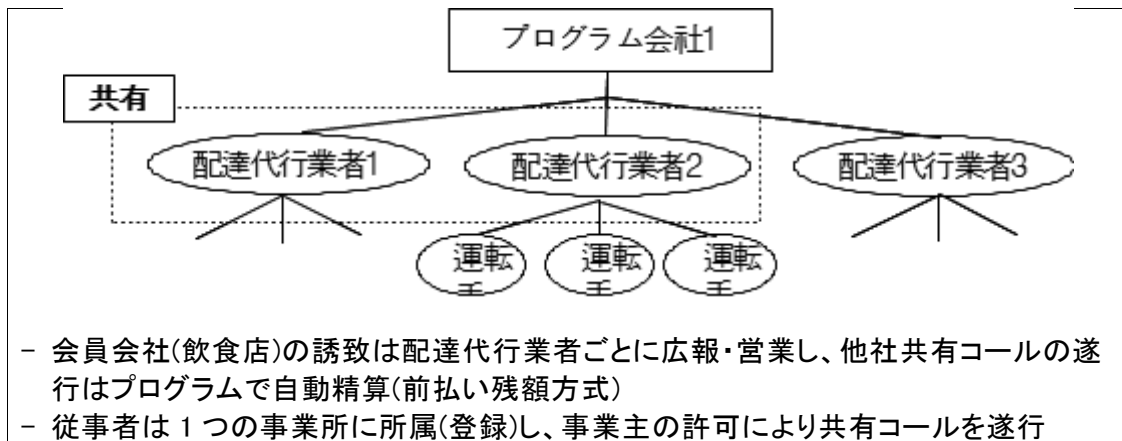 プログラム会社1
共有
配達代行業者1
配達代行業者2
配達代行業者3
運転手
運転手
運転手
- 会員会社(飲食店)の誘致は配達代行業者ごとに広報・営業し、他社共有コールの遂
行はプログラムで自動精算(前払い残額方式)
- 従事者は 1 つの事業所に所属(登録)し、事業主の許可により共有コールを遂行